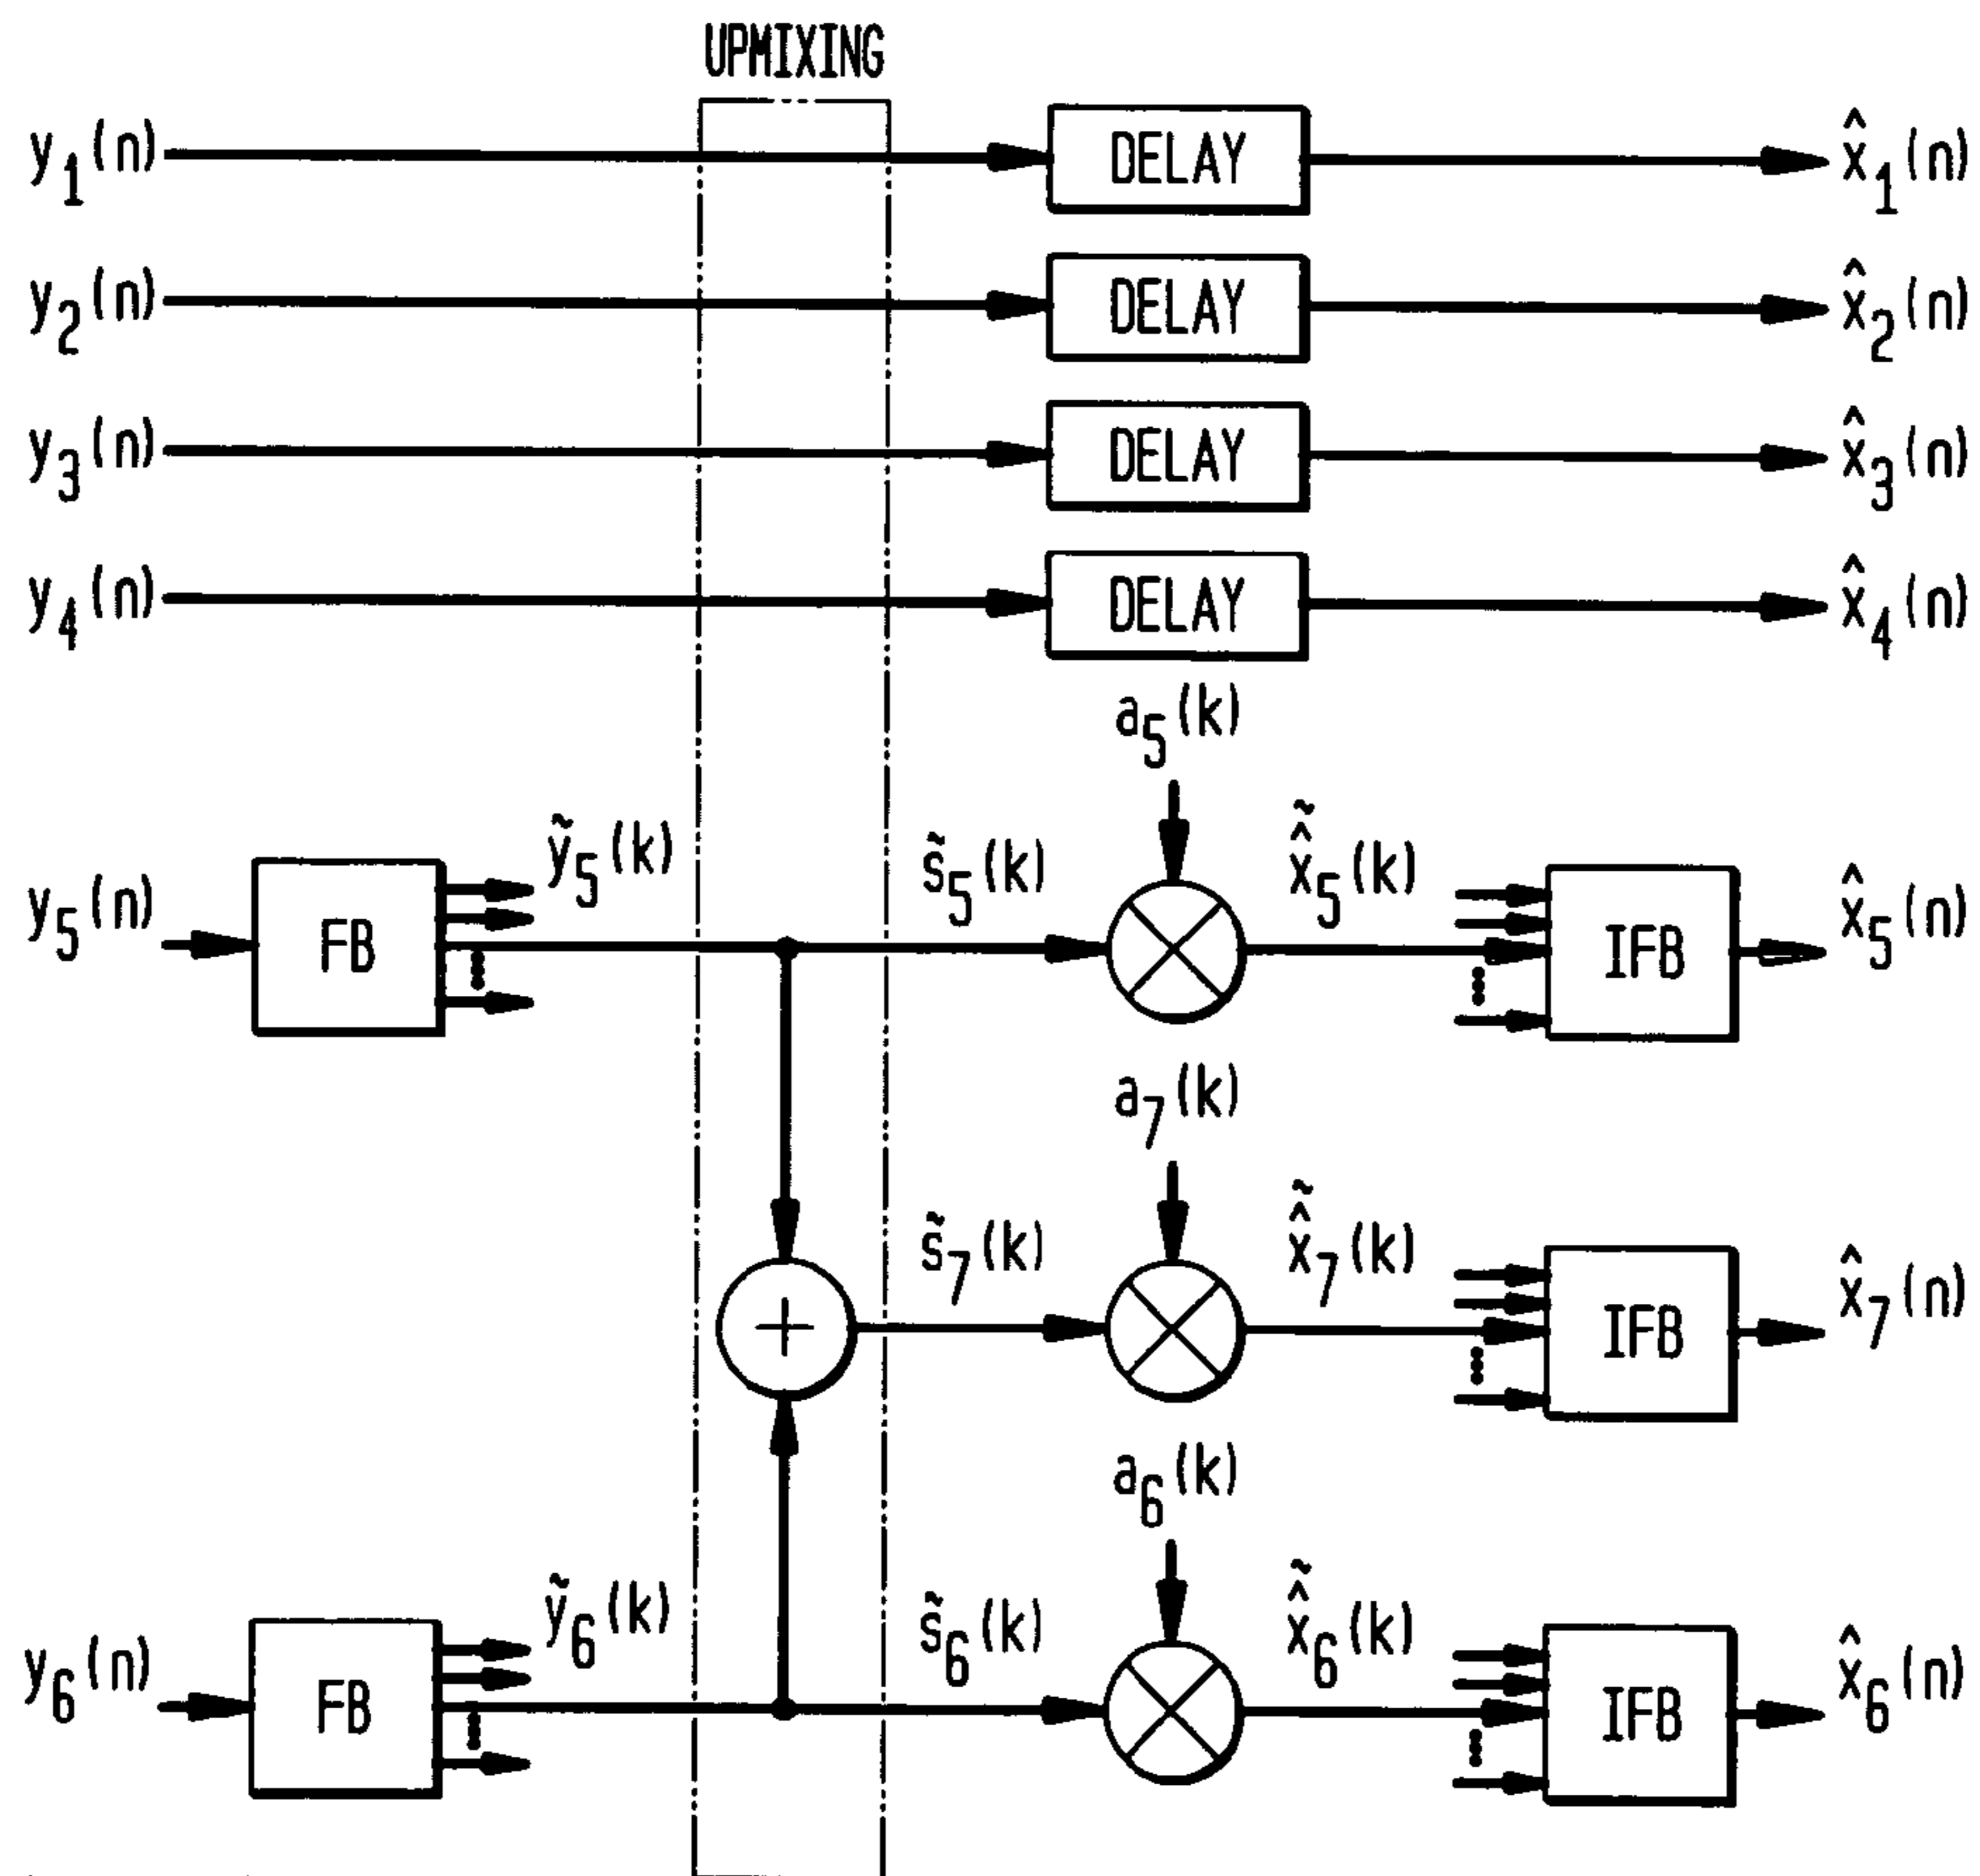 UPMIXING
y₁(n) DELAY x̂₁(n)
y₂(n) DELAY x̂₂(n)
y₃(n) DELAY x̂₃(n)
y₄(n) DELAY x̂₄(n)
a₅(k)
y₅(n) FB ỹ₅(k) s̃₅(k) x̂̃₅(k) IFB x̂₅(n)
a₇(k)
+ s̃₇(k) x̂̃₇(k) IFB x̂₇(n)
a₆(k)
y₆(n) FB ỹ₆(k) s̃₆(k) x̂̃₆(k) IFB x̂₆(n)